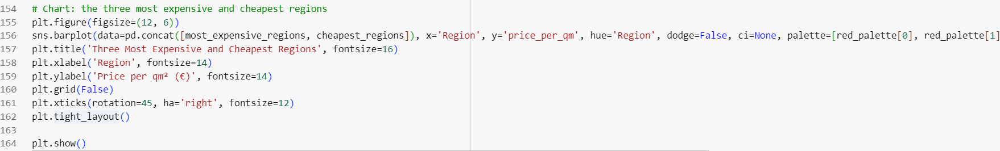 154 # Chart: the three most expensive and cheapest regions
155 plt.figure(figsize=(12, 6))
156 sns.barplot(data=pd.concat([most_expensive_regions, cheapest_regions]), x='Region', y='price_per_qm', hue='Region', dodge=False, ci=None, palette=[red_palette[0], red_palette[1]
157 plt.title('Three Most Expensive and Cheapest Regions', fontsize=16)
158 plt.xlabel('Region', fontsize=14)
159 plt.ylabel('Price per qm² (€)', fontsize=14)
160 plt.grid(False)
161 plt.xticks(rotation=45, ha='right', fontsize=12)
162 plt.tight_layout()
163
164 plt.show()